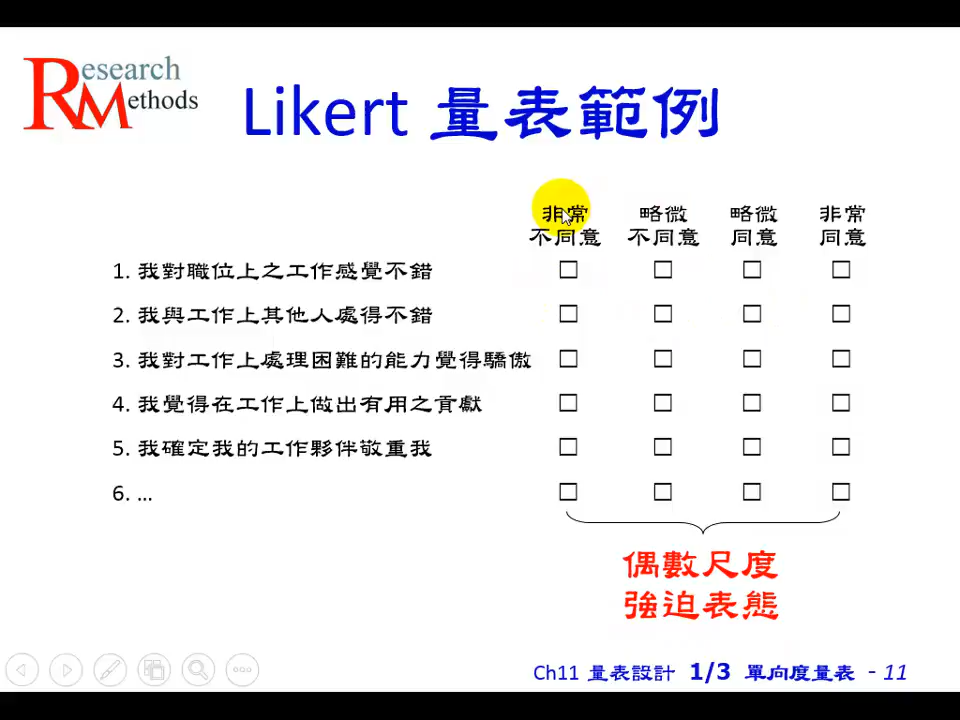 Research Methods
Likert 量表範例
非常 略微 略微 非常
不同意 不同意 同意 同意
1. 我對職位上之工作感覺不錯
2. 我與工作上其他人處得不錯
3. 我對工作上處理困難的能力覺得驕傲
4. 我覺得在工作上做出有用之貢獻
5. 我確定我的工作夥伴敬重我
6. ...
偶數尺度
強迫表態
Ch11 量表設計 1/3 單向度量表 - 11